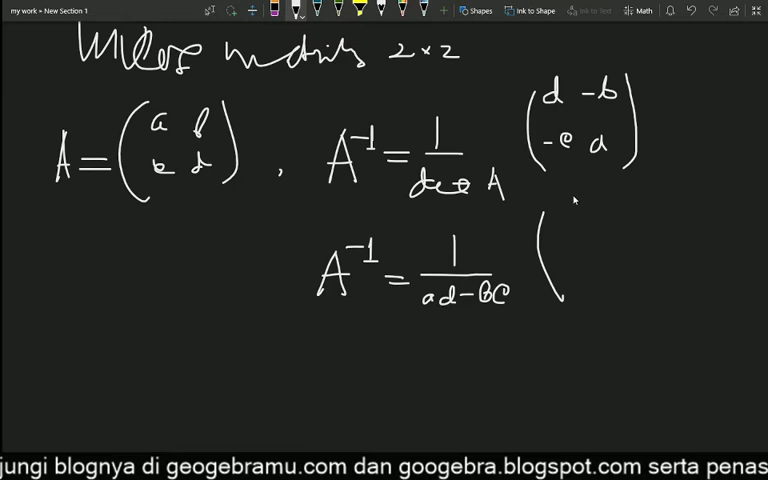 my work » New Section 1
Shapes Ink to Shape Ink to Text Math
Invers matriks 2 × 2
A = ( a b
c d ) , A⁻¹ = 1 / det A ( d -b
-c a )
A⁻¹ = 1 / ad - bc (
jungi blognya di geogebramu.com dan googebra.blogspot.com serta penas